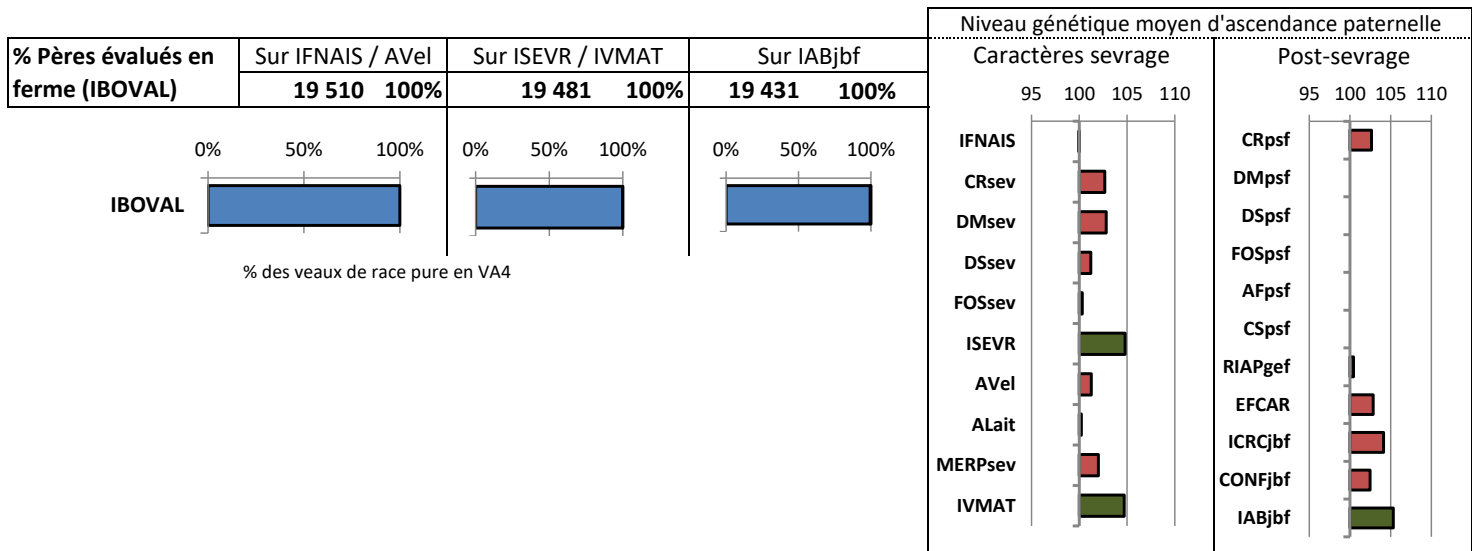 Niveau génétique moyen d'ascendance paternelle
% Pères évalués en ferme (IBOVAL)
Sur IFNAIS / AVel
Sur ISEVR / IVMAT
Sur IABjbf
19 510 100%
19 481 100%
19 431 100%
0% 50% 100%
0% 50% 100%
0% 50% 100%
IBOVAL
% des veaux de race pure en VA4
Caractères sevrage
95 100 105 110
IFNAIS
CRsev
DMsev
DSsev
FOSsev
ISEVR
AVel
ALait
MERPsev
IVMAT
Post-sevrage
95 100 105 110
CRpsf
DMpsf
DSpsf
FOSpsf
AFpsf
CSpsf
RIAPgef
EFCAR
ICRCjbf
CONFjbf
IABjbf